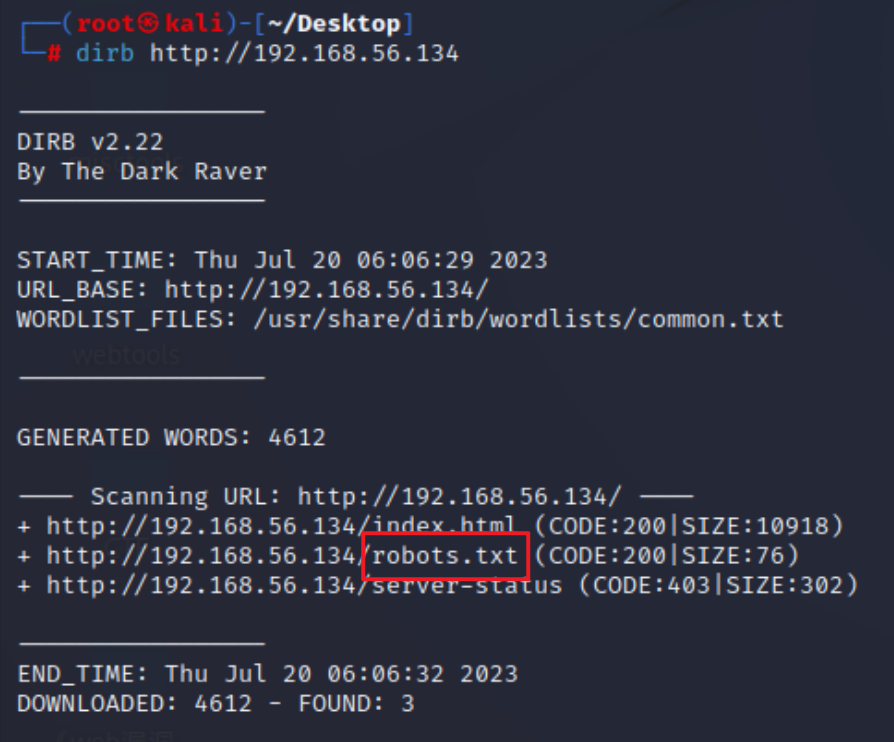 ┌──(root㉿kali)-[~/Desktop]
└─# dirb http://192.168.56.134
-----------------
DIRB v2.22
By The Dark Raver
-----------------
START_TIME: Thu Jul 20 06:06:29 2023
URL_BASE: http://192.168.56.134/
WORDLIST_FILES: /usr/share/dirb/wordlists/common.txt
webtools
-----------------
GENERATED WORDS: 4612
---- Scanning URL: http://192.168.56.134/ ----
+ http://192.168.56.134/index.html (CODE:200|SIZE:10918)
+ http://192.168.56.134/robots.txt (CODE:200|SIZE:76)
+ http://192.168.56.134/server-status (CODE:403|SIZE:302)
-----------------
END_TIME: Thu Jul 20 06:06:32 2023
DOWNLOADED: 4612 - FOUND: 3